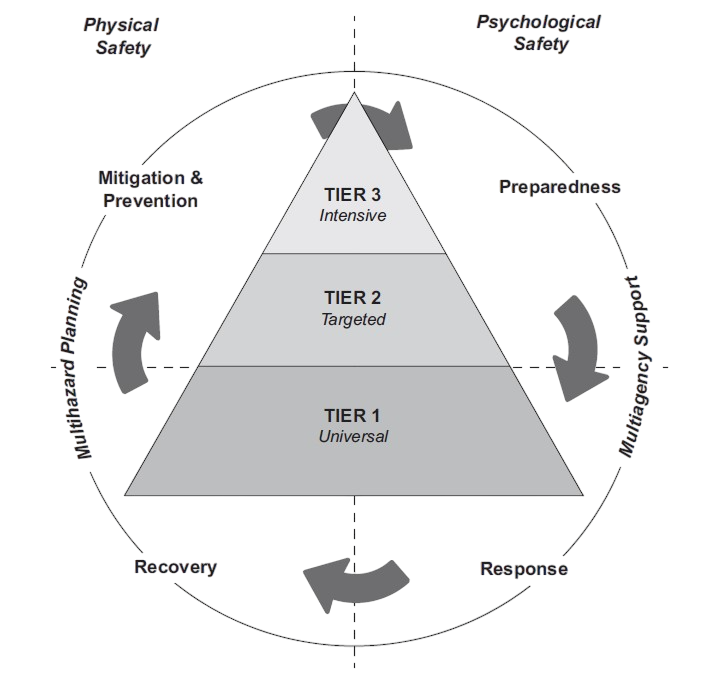 Physical
Safety
Psychological
Safety
Mitigation &
Prevention
Preparedness
TIER 3
Intensive
TIER 2
Targeted
Multihazard Planning
Multiagency Support
TIER 1
Universal
Recovery
Response